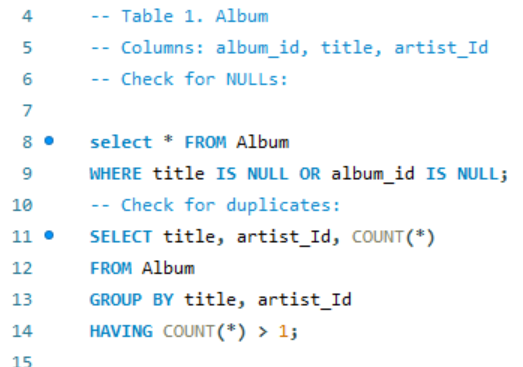 4 -- Table 1. Album
5 -- Columns: album_id, title, artist_Id
6 -- Check for NULLs:
7
8 select * FROM Album
9 WHERE title IS NULL OR album_id IS NULL;
10 -- Check for duplicates:
11 SELECT title, artist_Id, COUNT(*)
12 FROM Album
13 GROUP BY title, artist_Id
14 HAVING COUNT(*) > 1;
15